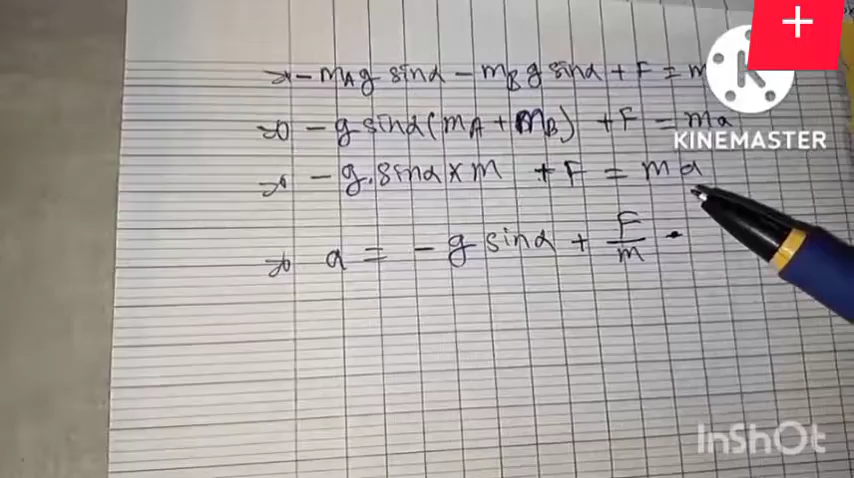 ⇒ - mAg sinα - mBg sinα + F = m
⇒ - g sinα (mA + mB) + F = ma
⇒ - g. sinα x m + F = ma
⇒ a = - g sinα + F/m
K
KINEMASTER
InShOt